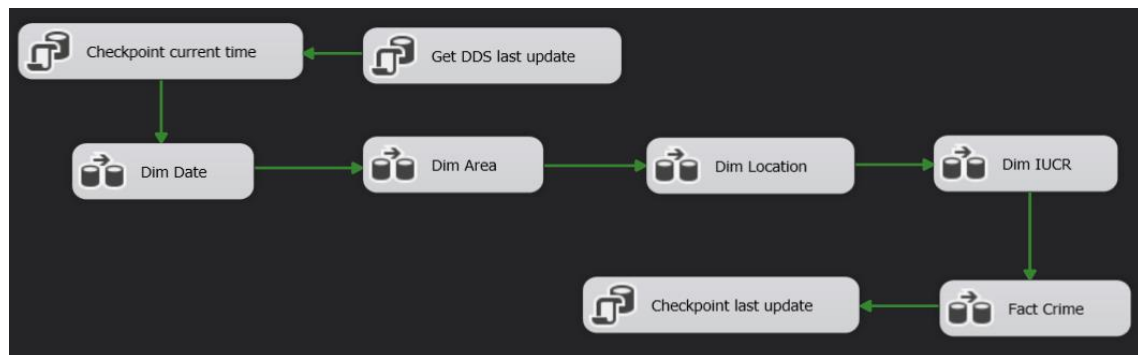 Checkpoint current time
Get DDS last update
Dim Date
Dim Area
Dim Location
Dim IUCR
Checkpoint last update
Fact Crime